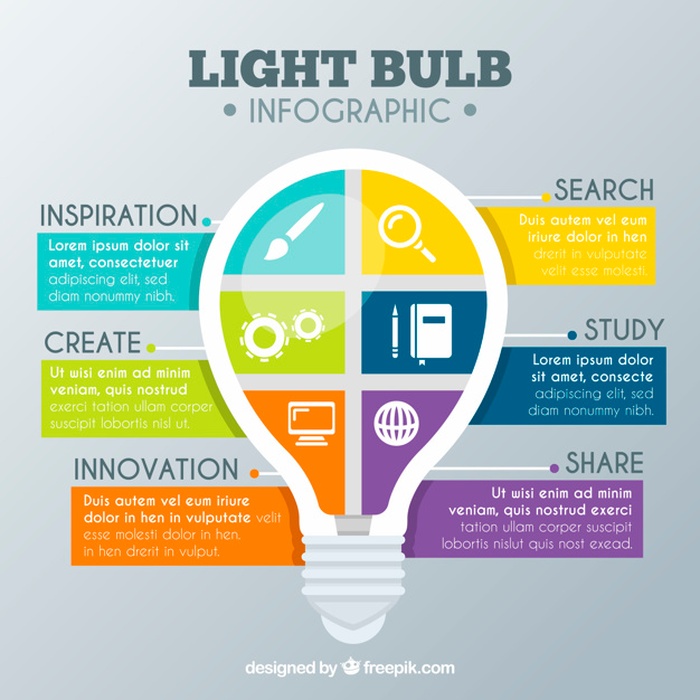 LIGHT BULB
INFOGRAPHIC
INSPIRATION
Lorem ipsum dolor sit
amet, consectetuer
adipiscing elit, sed
diam nonummy nibh.
CREATE
Ut wisi enim ad minim
veniam, quis nostrud
exerci tation ullam corper
suscipit lobortis nisl ut.
INNOVATION
Duis autem vel eum iriure
dolor in hen in vulputate velit
esse molesti dolor in hen.
in hen drerit in vulput.
SEARCH
Duis autem vel eum
iriure dolor in hen
drerit in vulputate
velit esse molesti.
STUDY
Lorem ipsum dolor
sit amet, consecte
adipiscing elit, sed
diam nonummy nibh.
SHARE
Ut wisi enim ad minim
veniam, quis nostrud exerci
tation ullam corper suscipit
lobortis nislut quis nost exead.
designed by freepik.com